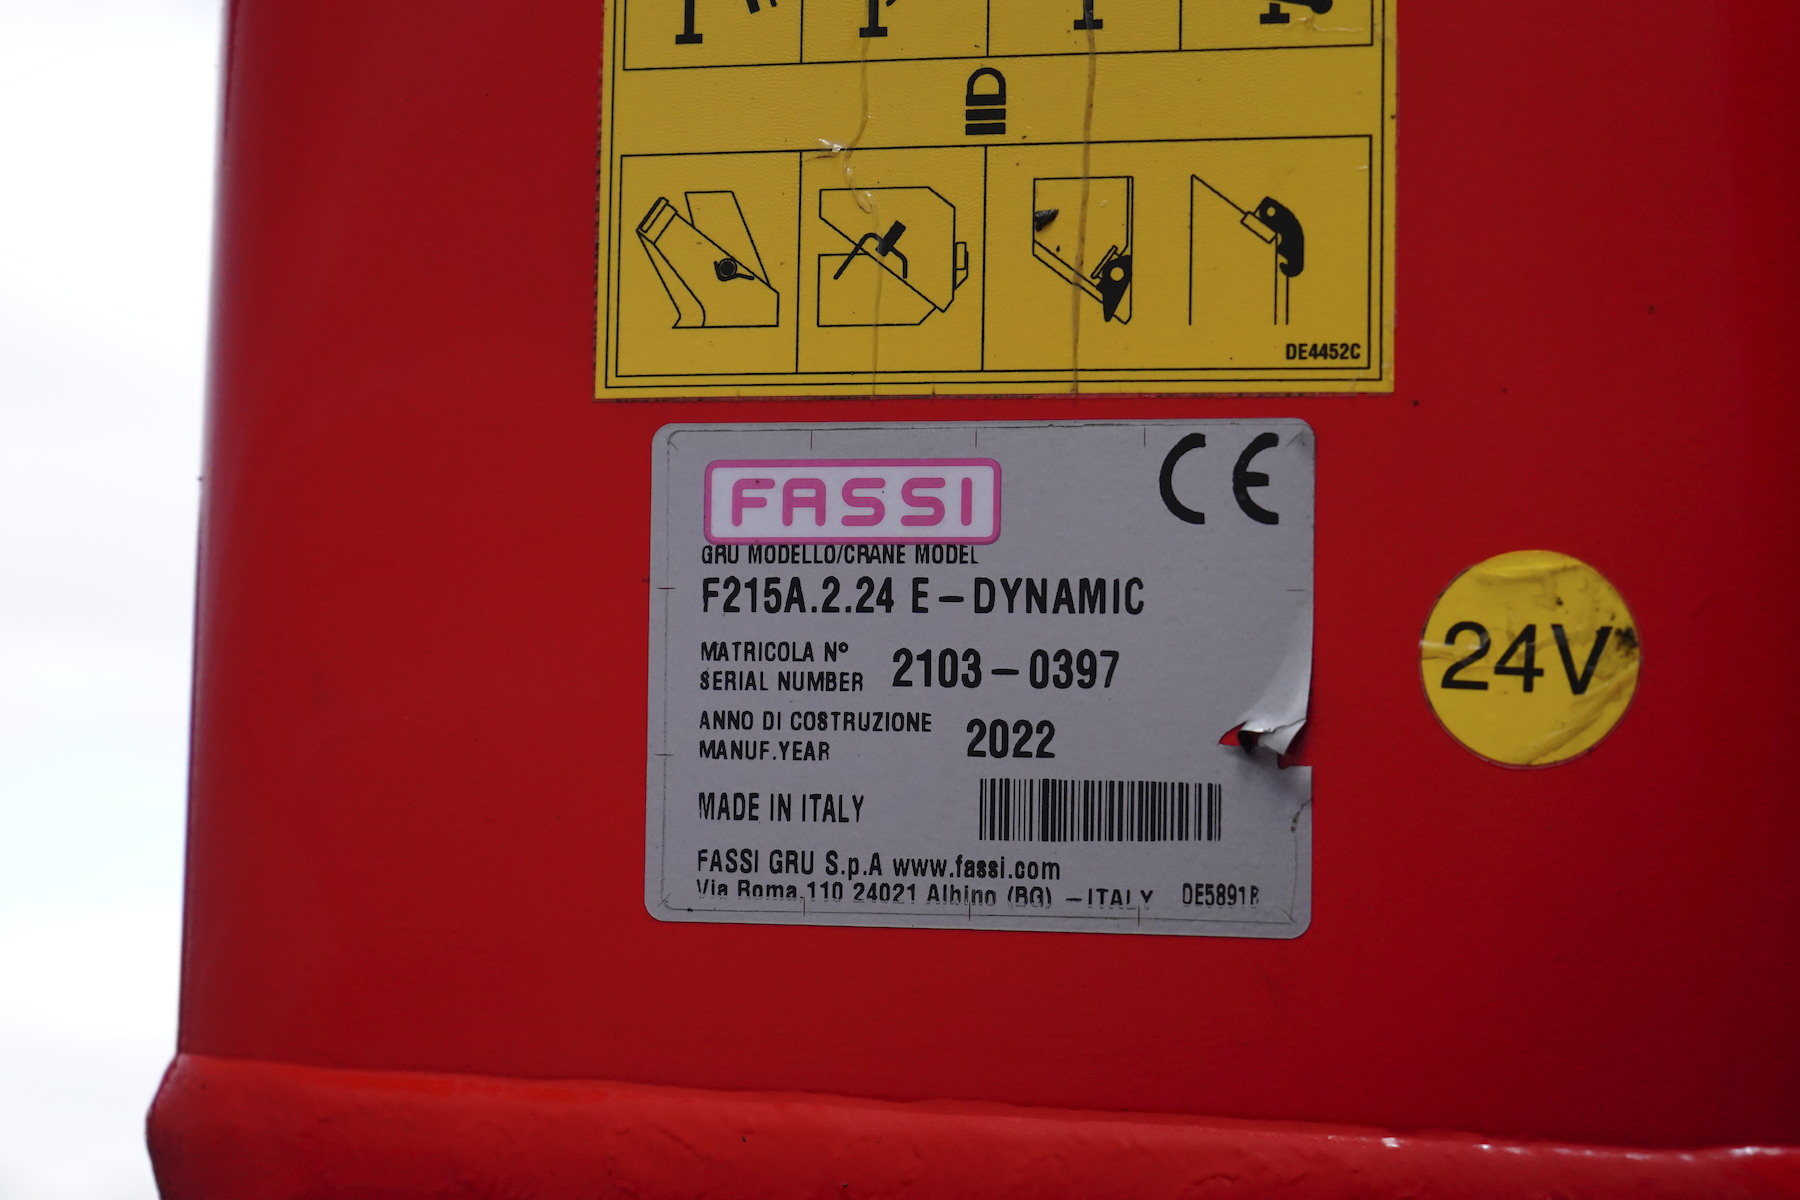 DE4452C
FASSI
CE
GRU MODELLO/CRANE MODEL
F215A.2.24 E-DYNAMIC
MATRICOLA N°
SERIAL NUMBER
2103-0397
ANNO DI COSTRUZIONE
MANUF.YEAR
2022
MADE IN ITALY
FASSI GRU S.p.A www.fassi.com
Via Roma,110 24021 Albino (BG) -ITALY DE5891B
24V